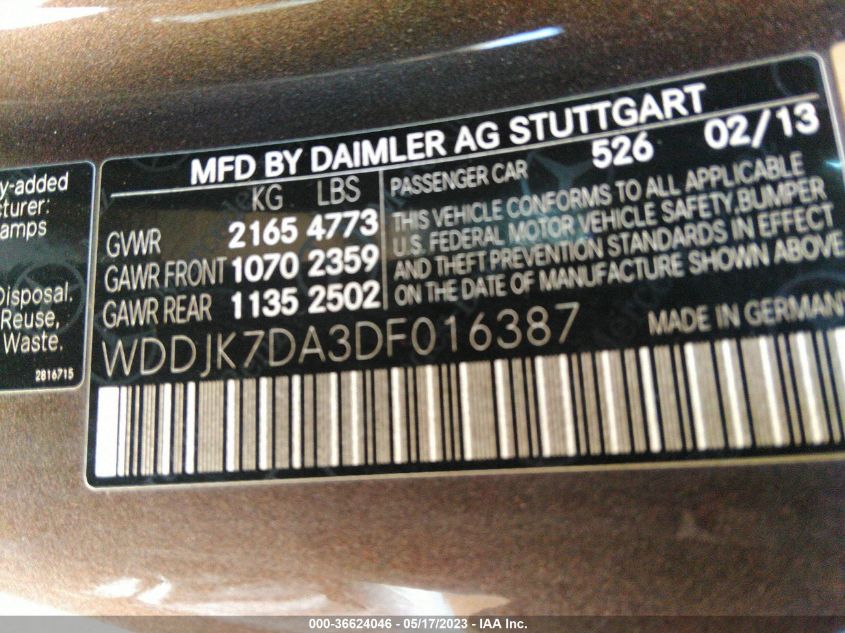 MFD BY DAIMLER AG STUTTGART
526 02/13
KG LBS
GVWR 2165 4773
GAWR FRONT 1070 2359
GAWR REAR 1135 2502
PASSENGER CAR
THIS VEHICLE CONFORMS TO ALL APPLICABLE
U.S. FEDERAL MOTOR VEHICLE SAFETY, BUMPER
AND THEFT PREVENTION STANDARDS IN EFFECT
ON THE DATE OF MANUFACTURE SHOWN ABOVE
WDDJK7DA3DF016387
MADE IN GERMANY
y-added
cturer:
amps
Disposal.
Reuse,
Waste.
2816715
000-36624046 — 05/17/2023 - IAA Inc.